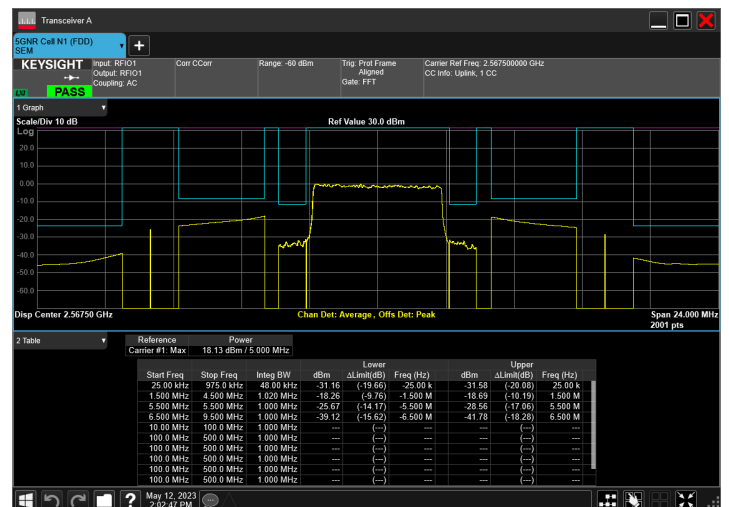 Transceiver A
5GNR Cell N1 (FDD)
SEM
KEYSIGHT
LXI
PASS
Input: RFIO1
Output: RFIO1
Coupling: AC
Corr CCorr
Range: -60 dBm
Trig: Prot Frame
Aligned
Gate: FFT
Carrier Ref Freq: 2.567500000 GHz
CC Info: Uplink, 1 CC
1 Graph
Scale/Div 10 dB
Ref Value 30.0 dBm
Log
20.0
10.0
0.00
-10.0
-20.0
-30.0
-40.0
-50.0
-60.0
Disp Center 2.56750 GHz
Chan Det: Average , Offs Det: Peak
Span 24.000 MHz
2001 pts
2 Table
Reference Power
Carrier #1: Max 18.13 dBm / 5.000 MHz
Lower Upper
Start Freq Stop Freq Integ BW dBm ΔLimit(dB) Freq (Hz) dBm ΔLimit(dB) Freq (Hz)
25.00 kHz 975.0 kHz 48.00 kHz -31.16 (-19.66) -25.00 k -31.58 (-20.08) 25.00 k
1.500 MHz 4.500 MHz 1.020 MHz -18.26 (-9.76) -1.500 M -18.69 (-10.19) 1.500 M
5.500 MHz 5.500 MHz 1.000 MHz -25.67 (-14.17) -5.500 M -28.56 (-17.06) 5.500 M
6.500 MHz 9.500 MHz 1.000 MHz -39.12 (-15.62) -6.500 M -41.78 (-18.28) 6.500 M
10.00 MHz 100.0 MHz 1.000 MHz --- (---) --- --- (---) ---
100.0 MHz 500.0 MHz 1.000 MHz --- (---) --- --- (---) ---
100.0 MHz 500.0 MHz 1.000 MHz --- (---) --- --- (---) ---
100.0 MHz 500.0 MHz 1.000 MHz --- (---) --- --- (---) ---
100.0 MHz 500.0 MHz 1.000 MHz --- (---) --- --- (---) ---
100.0 MHz 500.0 MHz 1.000 MHz --- (---) --- --- (---) ---
May 12, 2023
2:02:47 PM